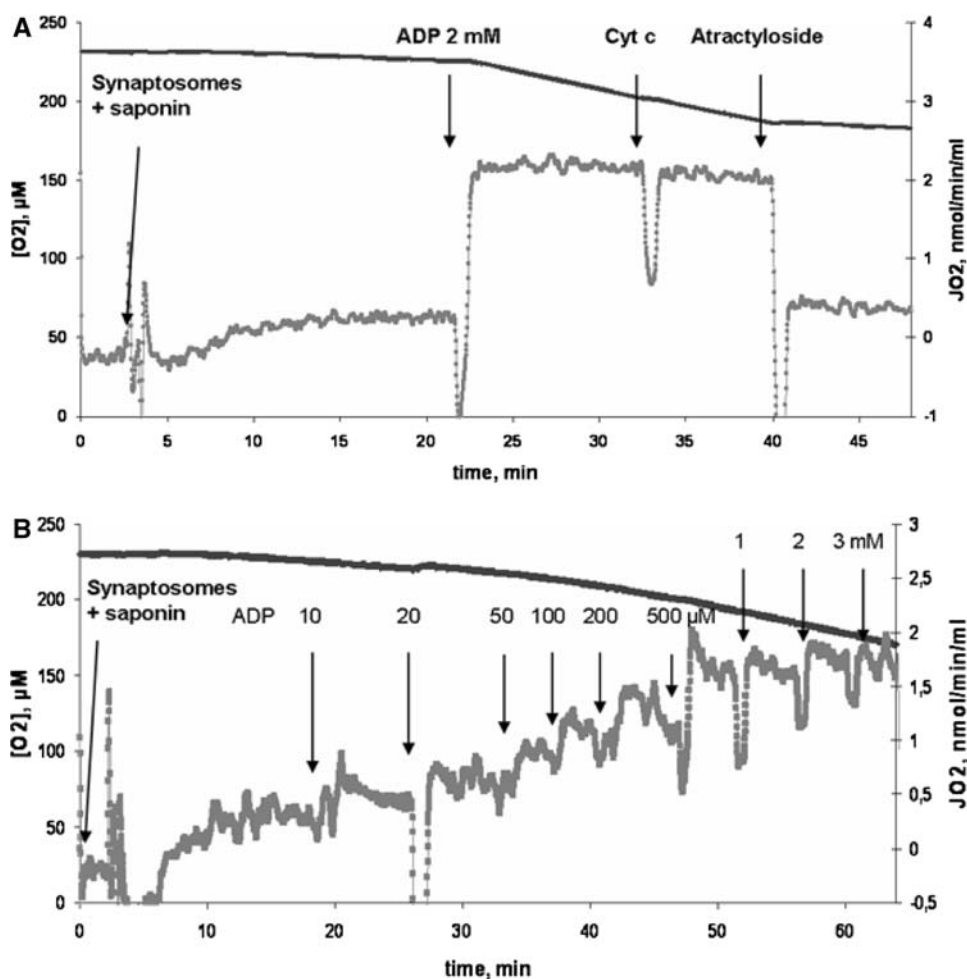 A
250
200
150
100
50
0
[O2], µM
4
3
2
1
0
-1
JO2, nmol/min/ml
ADP 2 mM
Cyt c
Atractyloside
Synaptosomes
+ saponin
0 5 10 15 20 25 30 35 40 45
time, min
B
250
200
150
100
50
0
[O2], µM
3
2,5
2
1,5
1
0,5
0
-0,5
JO2, nmol/min/ml
1 2 3 mM
Synaptosomes
+ saponin
ADP 10 20 50 100 200 500 µM
0 10 20 30 40 50 60
time, min